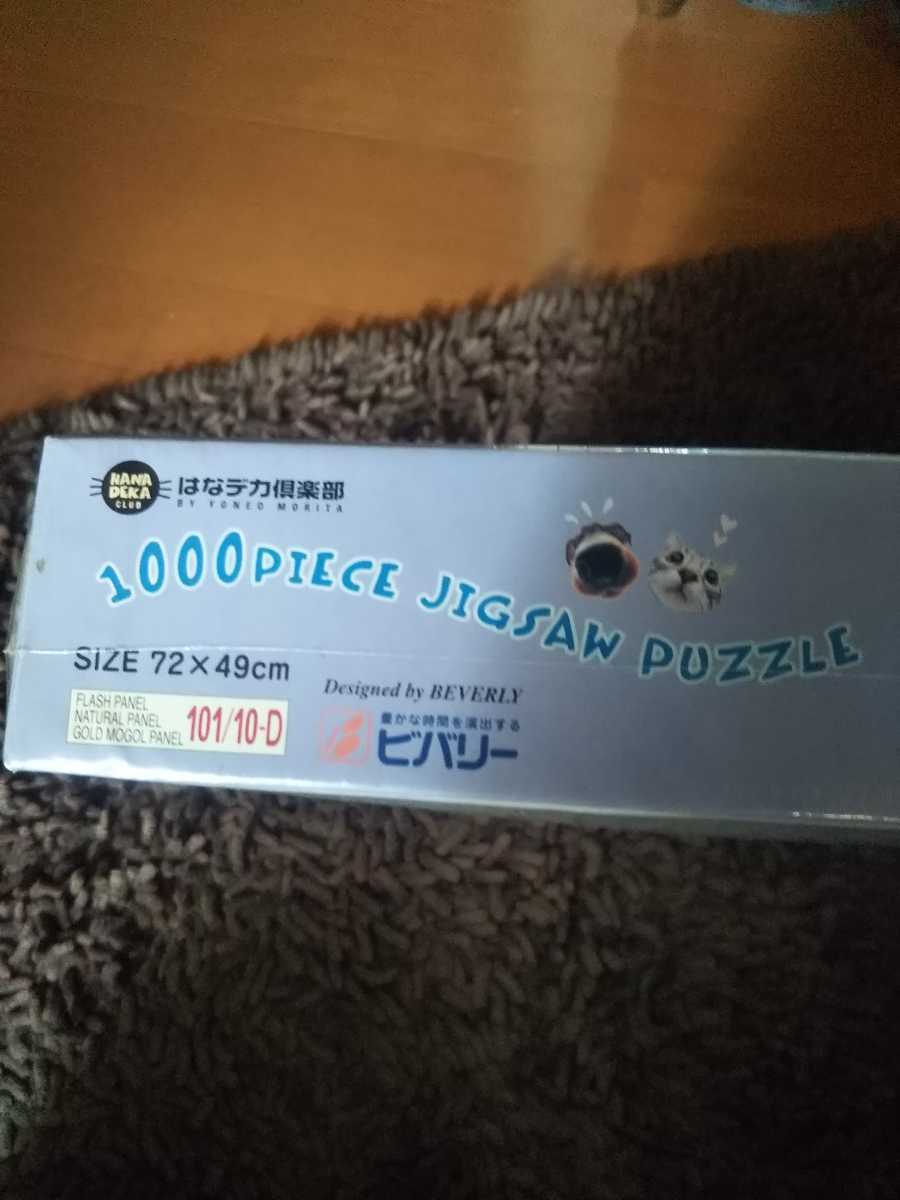 HANA
DEKA
CLUB
はなデカ倶楽部
BY YONEO MORITA
1000PIECE JIGSAW PUZZLE
SIZE 72×49cm
Designed by BEVERLY
FLASH PANEL
NATURAL PANEL
GOLD MOGOL PANEL
101/10-D
豊かな時間を演出する
ビバリー